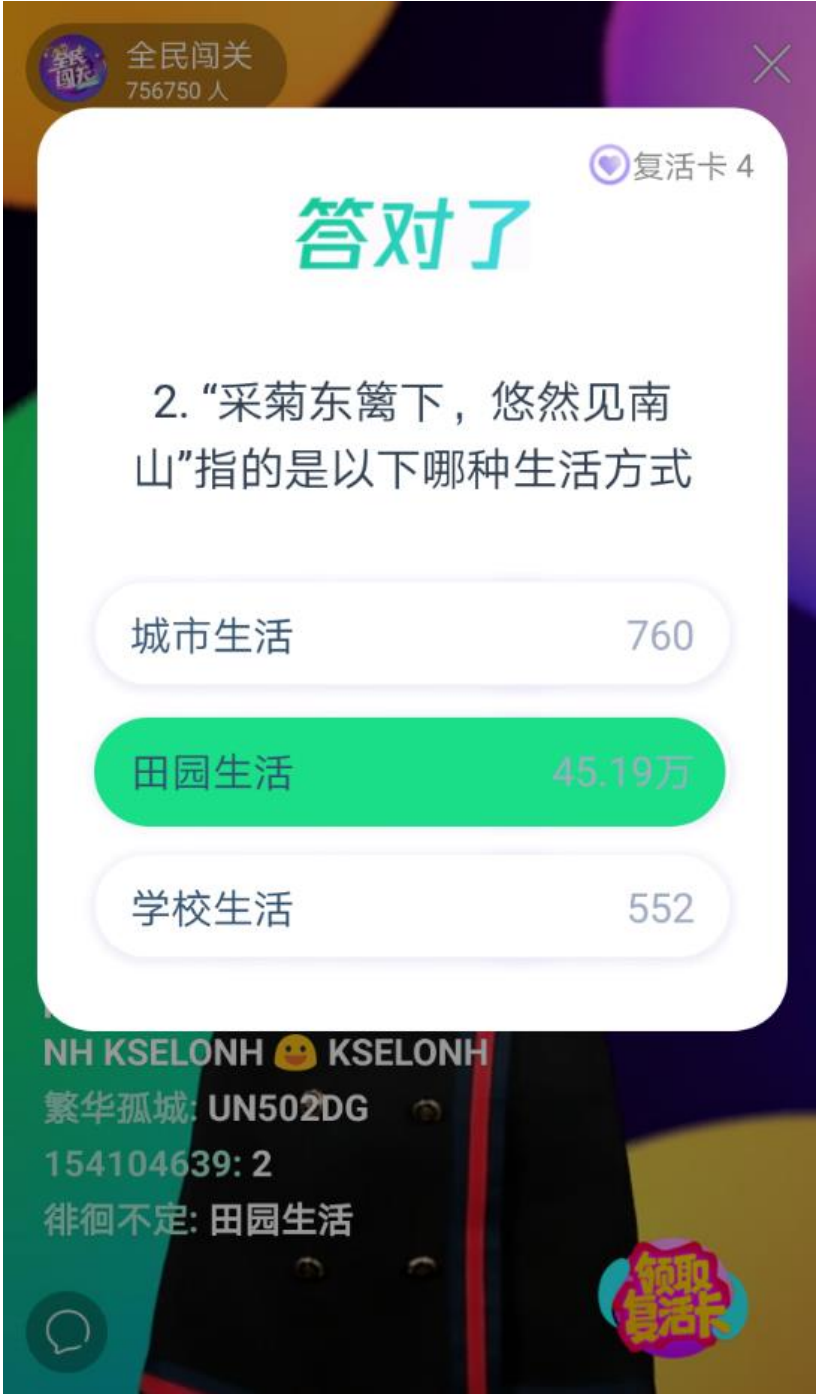 全民闯关
全民闯关
756750 人
复活卡 4
答对了
2. “采菊东篱下，悠然见南
山”指的是以下哪种生活方式
城市生活 760
田园生活 45.19万
学校生活 552
NH KSELONH 😀 KSELONH
繁华孤城: UN502DG
154104639: 2
徘徊不定: 田园生活
领取
复活卡